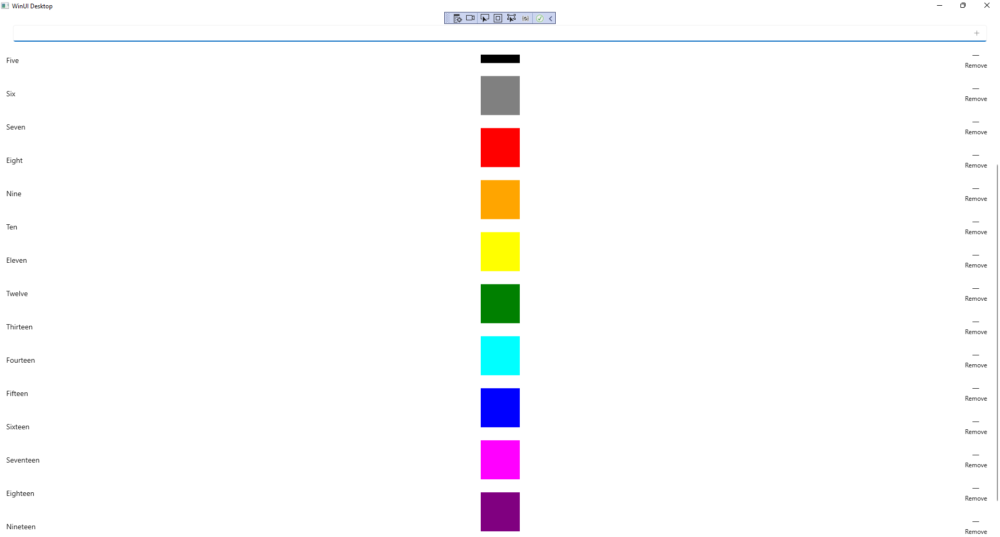 WinUI Desktop
Five
Remove
Six
Remove
Seven
Remove
Eight
Remove
Nine
Remove
Ten
Remove
Eleven
Remove
Twelve
Remove
Thirteen
Remove
Fourteen
Remove
Fifteen
Remove
Sixteen
Remove
Seventeen
Remove
Eighteen
Remove
Nineteen
Remove